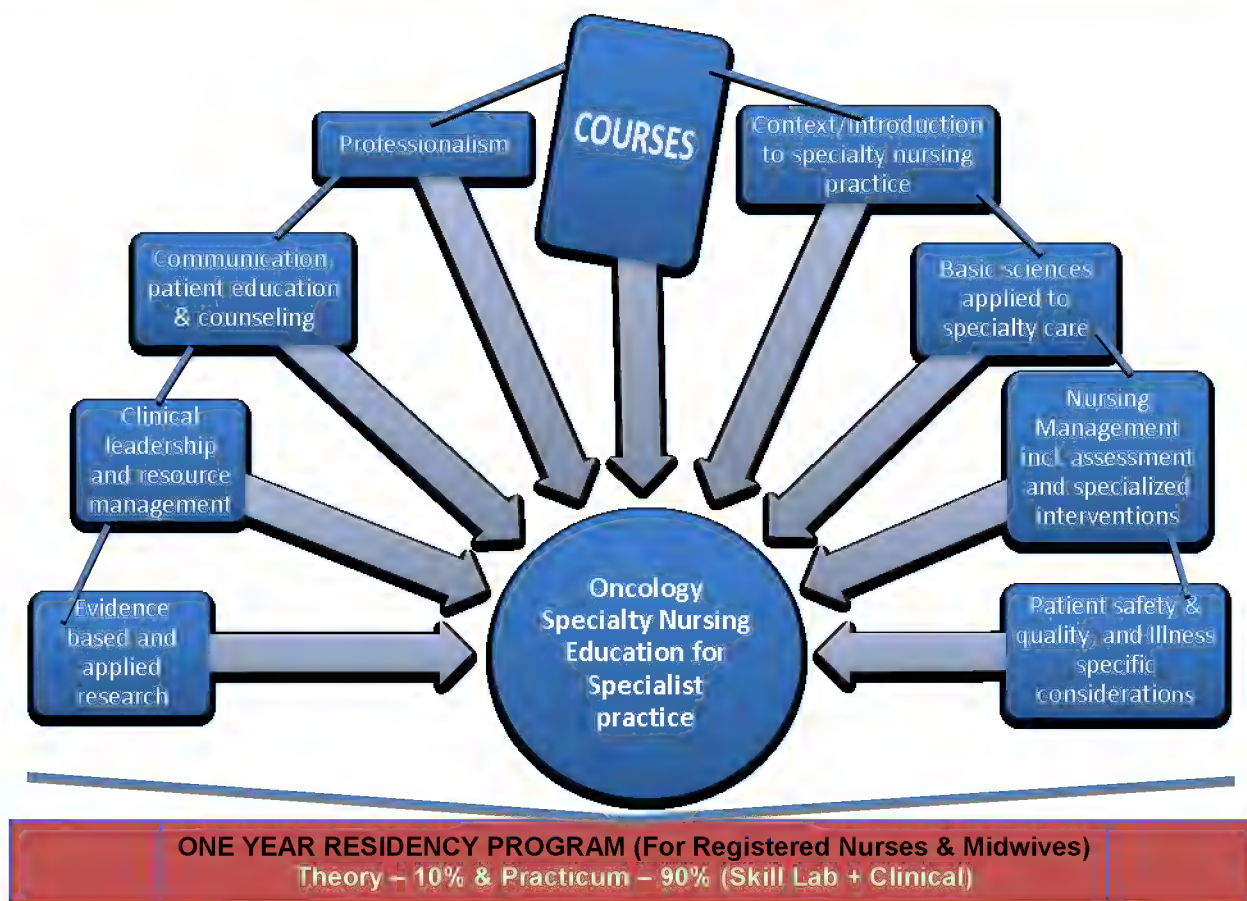 COURSES
Professionalism
Communication,
patient education
& counseling
Clinical
leadership
and resource
management
Evidence
based and
applied
research
Context/introduction
to specialty nursing
practice
Basic sciences
applied to
specialty care
Nursing
Management
incl. assessment
and specialized
interventions
Patient safety &
quality, and Illness
specific
considerations
Oncology
Specialty Nursing
Education for
Specialist
practice
ONE YEAR RESIDENCY PROGRAM (For Registered Nurses & Midwives)
Theory – 10% & Practicum – 90% (Skill Lab + Clinical)